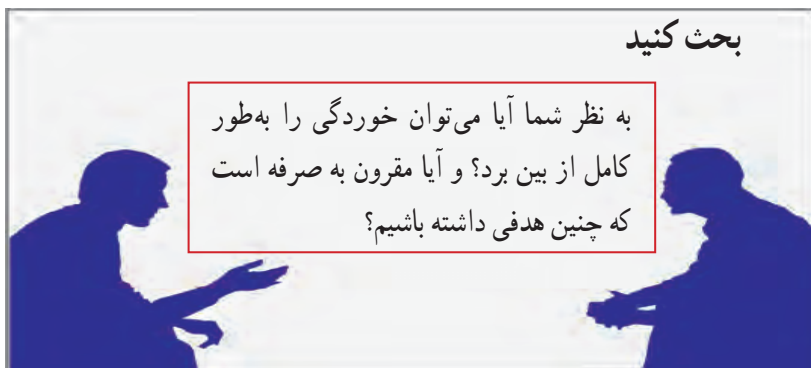 بحث کنید
به نظر شما آیا می‌توان خوردگی را به‌طور
کامل از بین برد؟ و آیا مقرون به صرفه است
که چنین هدفی داشته باشیم؟